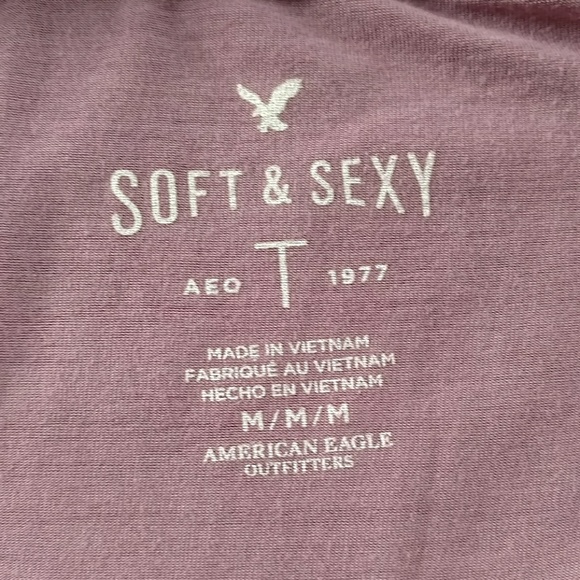 SOFT & SEXY
AEO T 1977
MADE IN VIETNAM
FABRIQUÉ AU VIETNAM
HECHO EN VIETNAM
M/M/M
AMERICAN EAGLE
OUTFITTERS